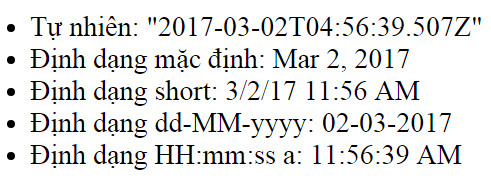 Tự nhiên: "2017-03-02T04:56:39.507Z"
Định dạng mặc định: Mar 2, 2017
Định dạng short: 3/2/17 11:56 AM
Định dạng dd-MM-yyyy: 02-03-2017
Định dạng HH:mm:ss a: 11:56:39 AM